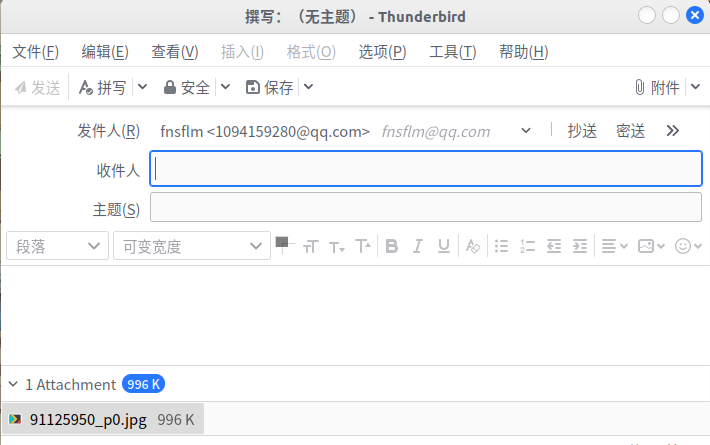 撰写：（无主题） - Thunderbird
文件(F) 编辑(E) 查看(V) 插入(I) 格式(O) 选项(P) 工具(T) 帮助(H)
发送 拼写 安全 保存 附件
发件人(R) fnsflm <1094159280@qq.com> fnsflm@qq.com 抄送 密送
收件人
主题(S)
段落 可变宽度
1 Attachment 996 K
91125950_p0.jpg 996 K